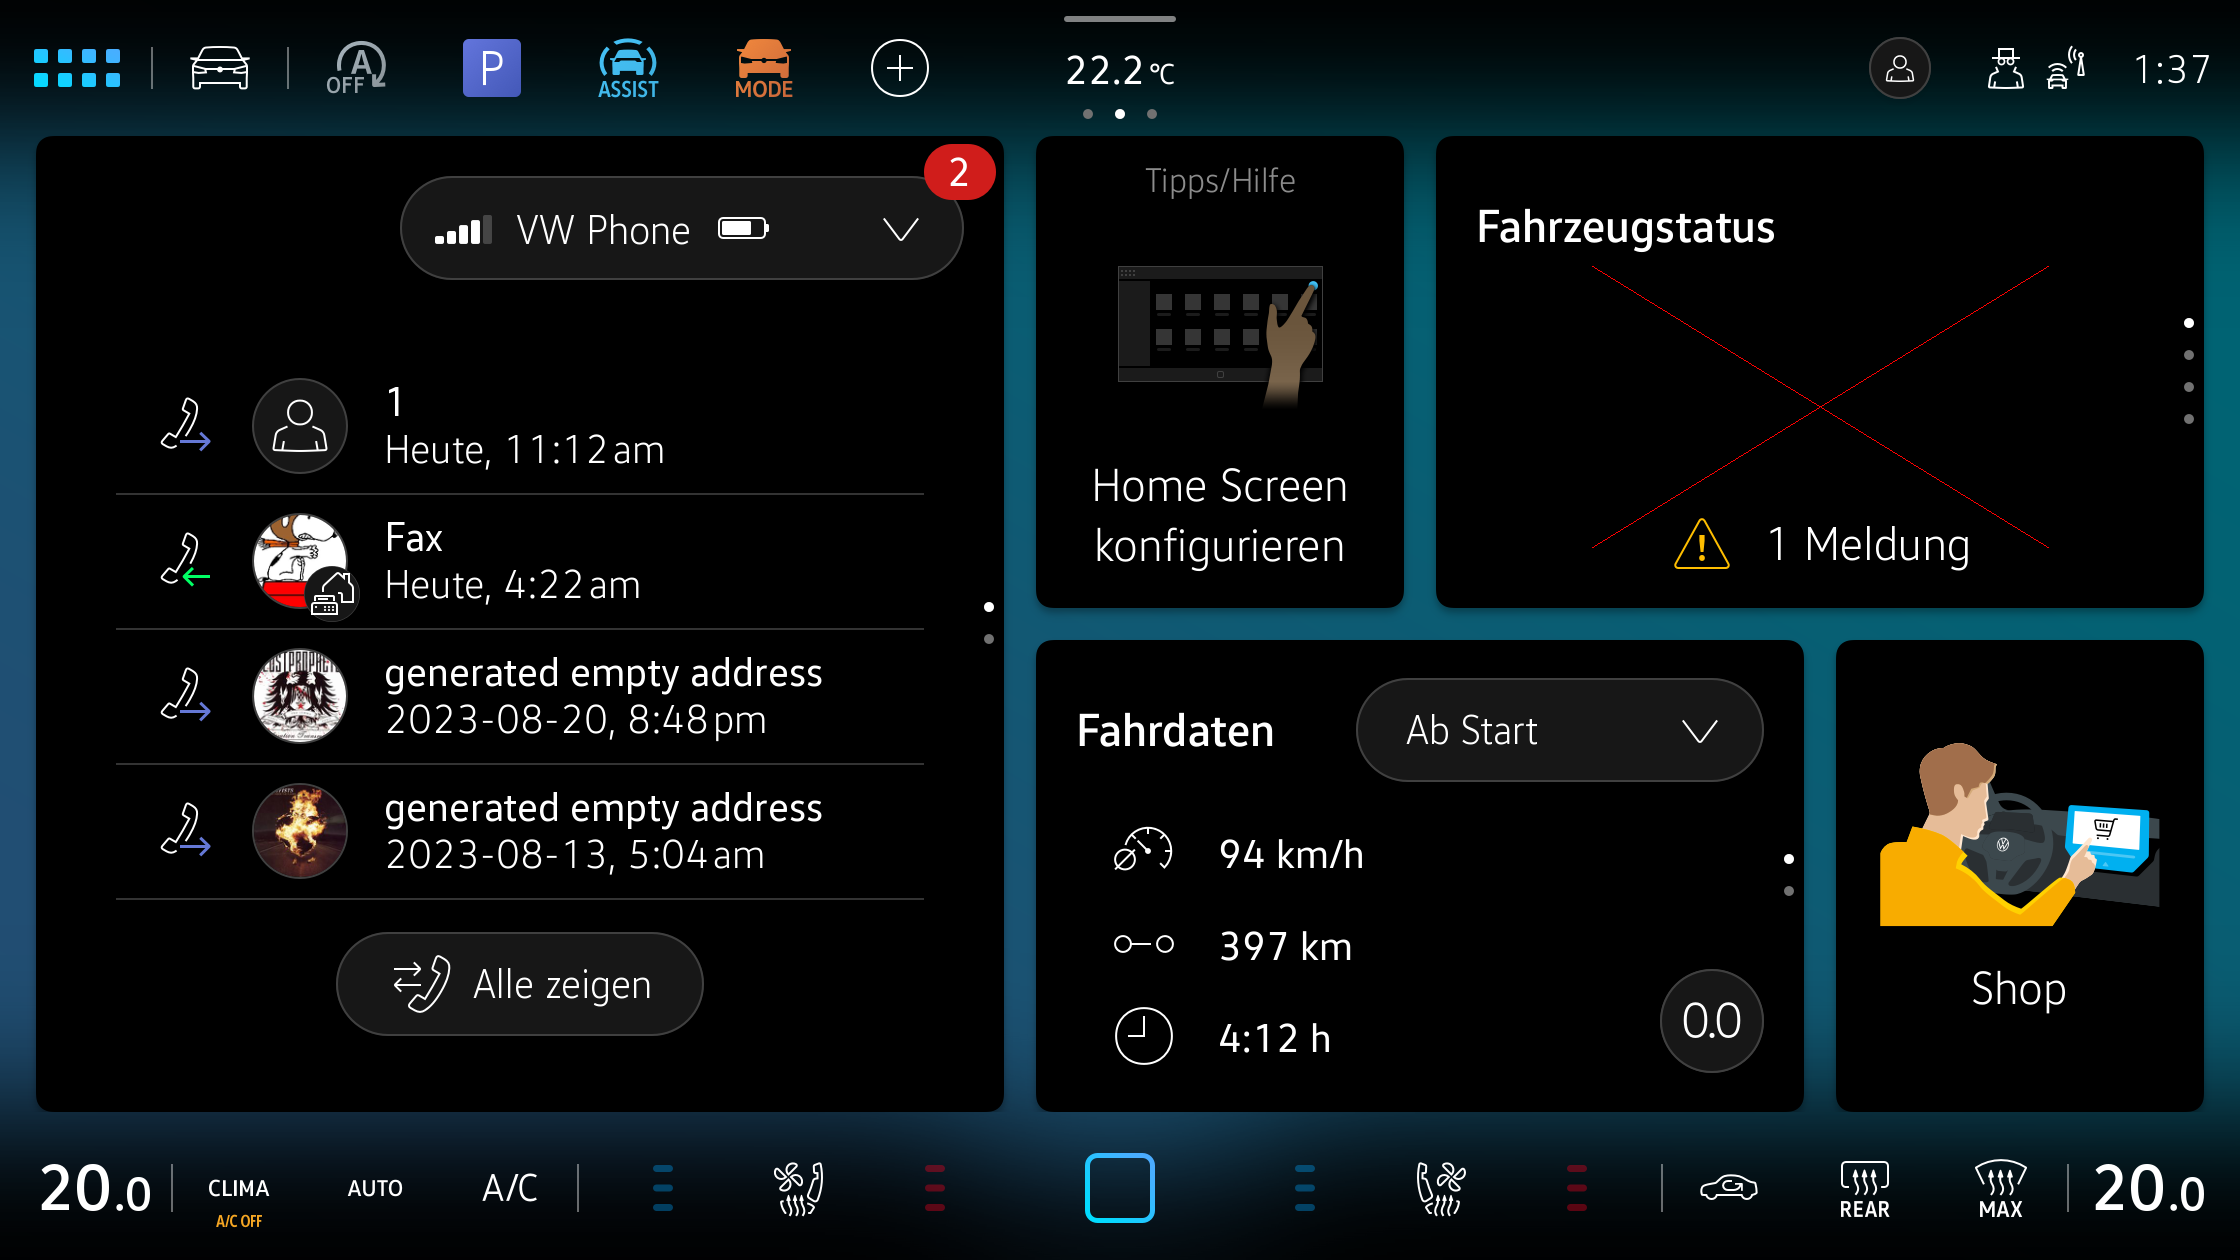 A
OFF
P
ASSIST
MODE
22.2 °C
1:37
VW Phone
2
1
Heute, 11:12 am
Fax
Heute, 4:22 am
generated empty address
2023-08-20, 8:48 pm
generated empty address
2023-08-13, 5:04 am
Alle zeigen
Tipps/Hilfe
Home Screen
konfigurieren
Fahrzeugstatus
1 Meldung
Fahrdaten
Ab Start
94 km/h
397 km
4:12 h
0.0
Shop
20.0
CLIMA
A/C OFF
AUTO
A/C
REAR
MAX
20.0